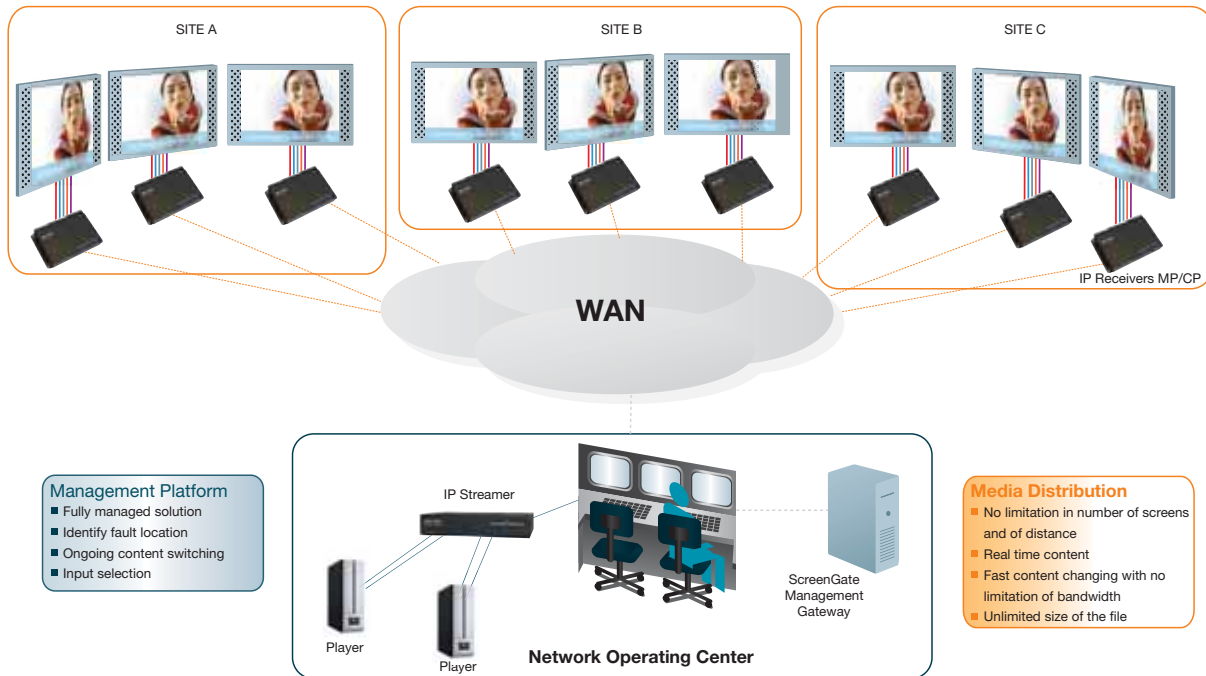 SITE A
SITE B
SITE C
IP Receivers MP/CP
WAN
Management Platform
Fully managed solution
Identify fault location
Ongoing content switching
Input selection
IP Streamer
Player
Player
ScreenGate
Management
Gateway
Network Operating Center
Media Distribution
No limitation in number of screens
and of distance
Real time content
Fast content changing with no
limitation of bandwidth
Unlimited size of the file